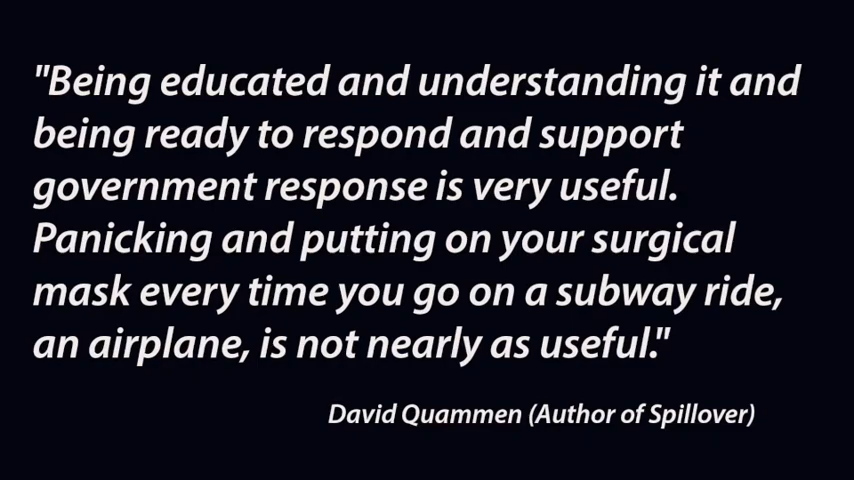 "Being educated and understanding it and
being ready to respond and support
government response is very useful.
Panicking and putting on your surgical
mask every time you go on a subway ride,
an airplane, is not nearly as useful."
David Quammen (Author of Spillover)